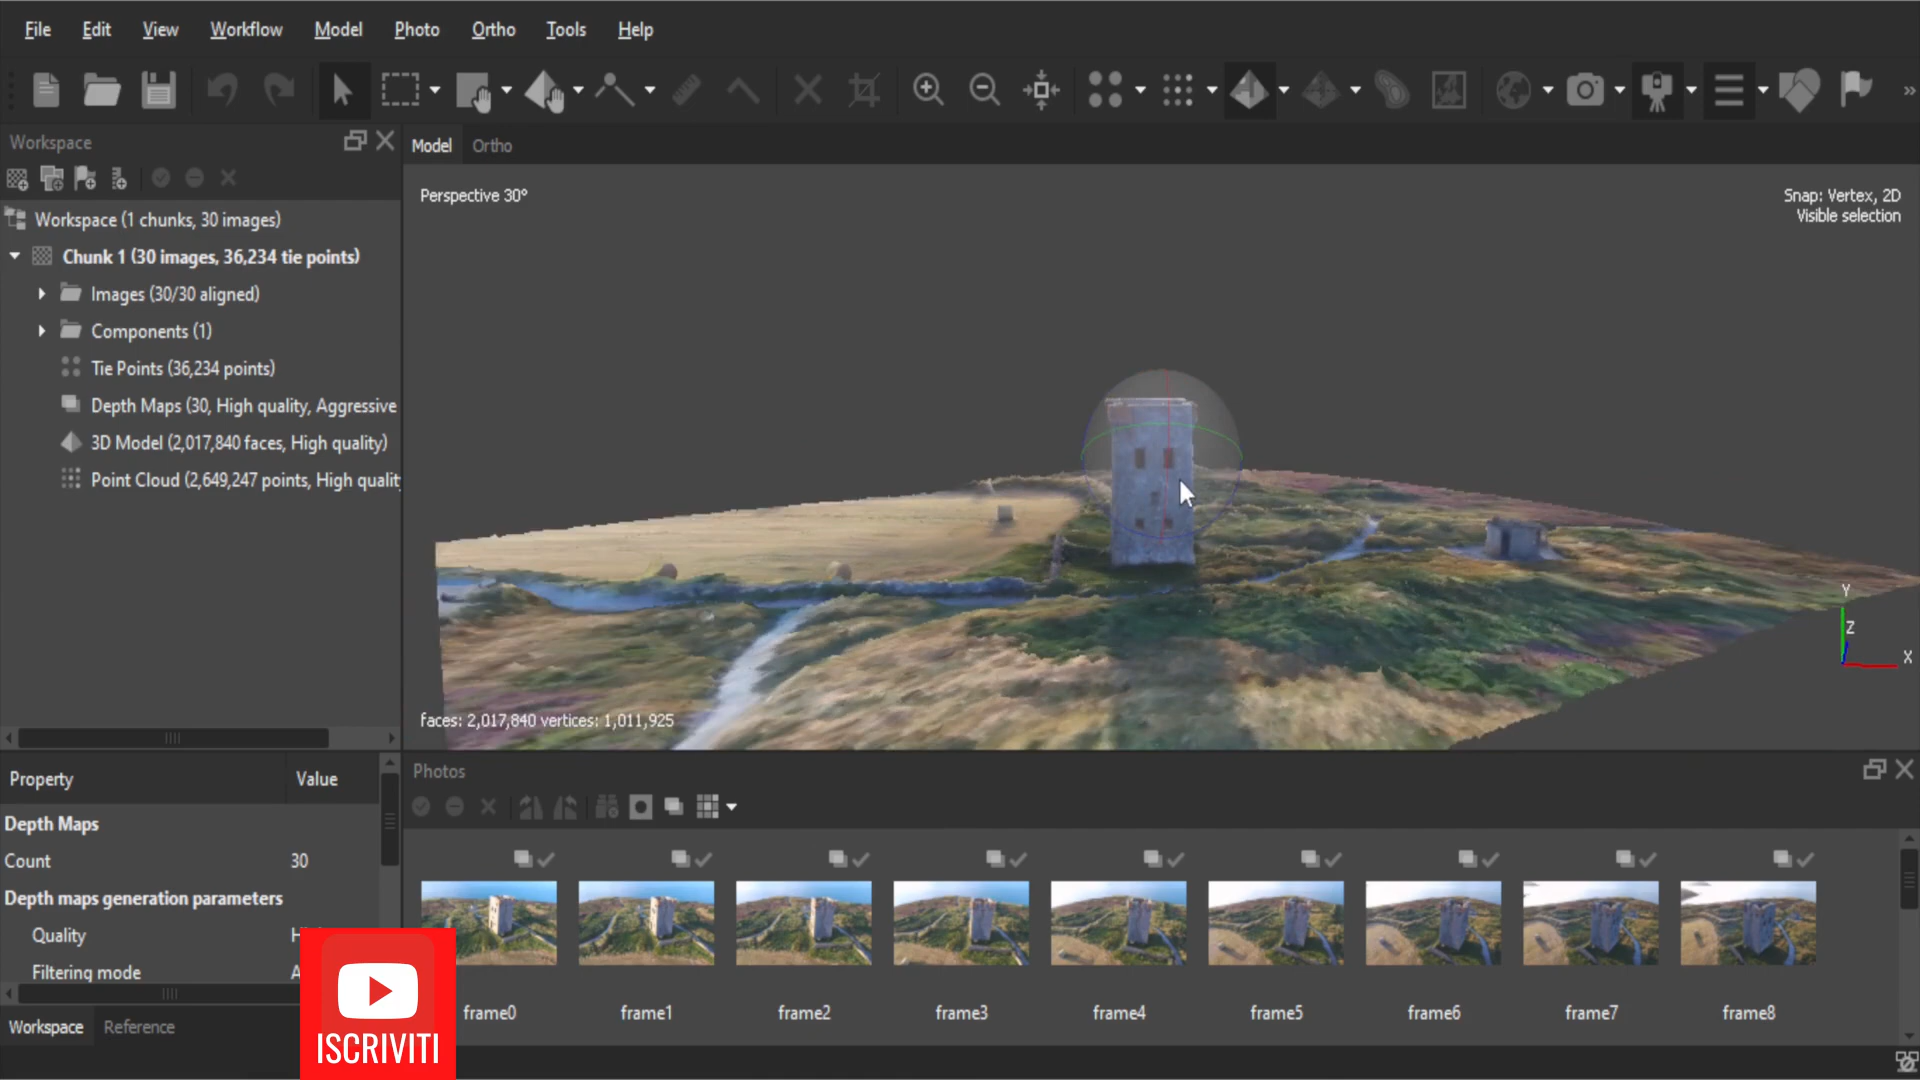 File Edit View Workflow Model Photo Ortho Tools Help
Workspace
Model Ortho
Perspective 30°
Snap: Vertex, 2D
Visible selection
Workspace (1 chunks, 30 images)
Chunk 1 (30 images, 36,234 tie points)
Images (30/30 aligned)
Components (1)
Tie Points (36,234 points)
Depth Maps (30, High quality, Aggressive
3D Model (2,017,840 faces, High quality)
Point Cloud (2,649,247 points, High qualit
Y
Z
X
faces: 2,017,840 vertices: 1,011,925
Property Value
Depth Maps
Count 30
Depth maps generation parameters
Quality
Filtering mode
Workspace Reference
Photos
frame0 frame1 frame2 frame3 frame4 frame5 frame6 frame7 frame8
ISCRIVITI